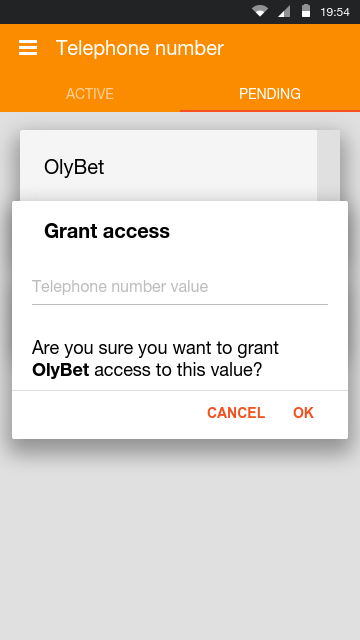 19:54
Telephone number
ACTIVE
PENDING
OlyBet
Grant access
Telephone number value
Are you sure you want to grant
OlyBet access to this value?
CANCEL
OK